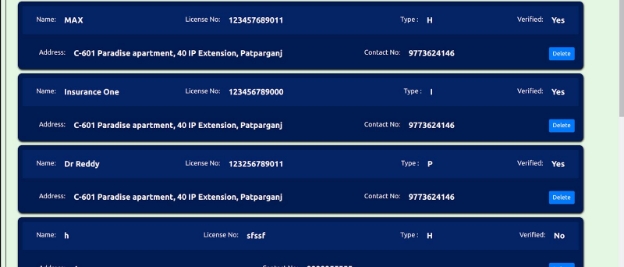 Name: MAX License No: 123457689011 Type : H Verified: Yes
Address: C-601 Paradise apartment, 40 IP Extension, Patparganj Contact No: 9773624146 Delete
Name: Insurance One License No: 123456789000 Type : I Verified: Yes
Address: C-601 Paradise apartment, 40 IP Extension, Patparganj Contact No: 9773624146 Delete
Name: Dr Reddy License No: 123256789011 Type : P Verified: Yes
Address: C-601 Paradise apartment, 40 IP Extension, Patparganj Contact No: 9773624146 Delete
Name: h License No: sfssf Type : H Verified: No